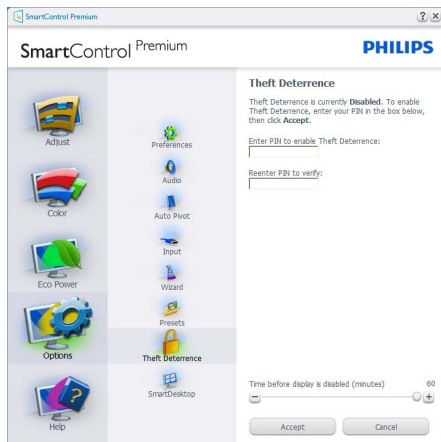 SmartControl Premium
? X
SmartControl Premium
PHILIPS
Adjust
Color
Eco Power
Options
Help
Preferences
Audio
Auto Pivot
Input
Wizard
Presets
Theft Deterrence
SmartDesktop
Theft Deterrence
Theft Deterrence is currently Disabled. To enable
Theft Deterrence, enter your PIN in the box below,
then click Accept.
Enter PIN to enable Theft Deterrence:
Reenter PIN to verify:
Time before display is disabled (minutes) 60
Accept Cancel